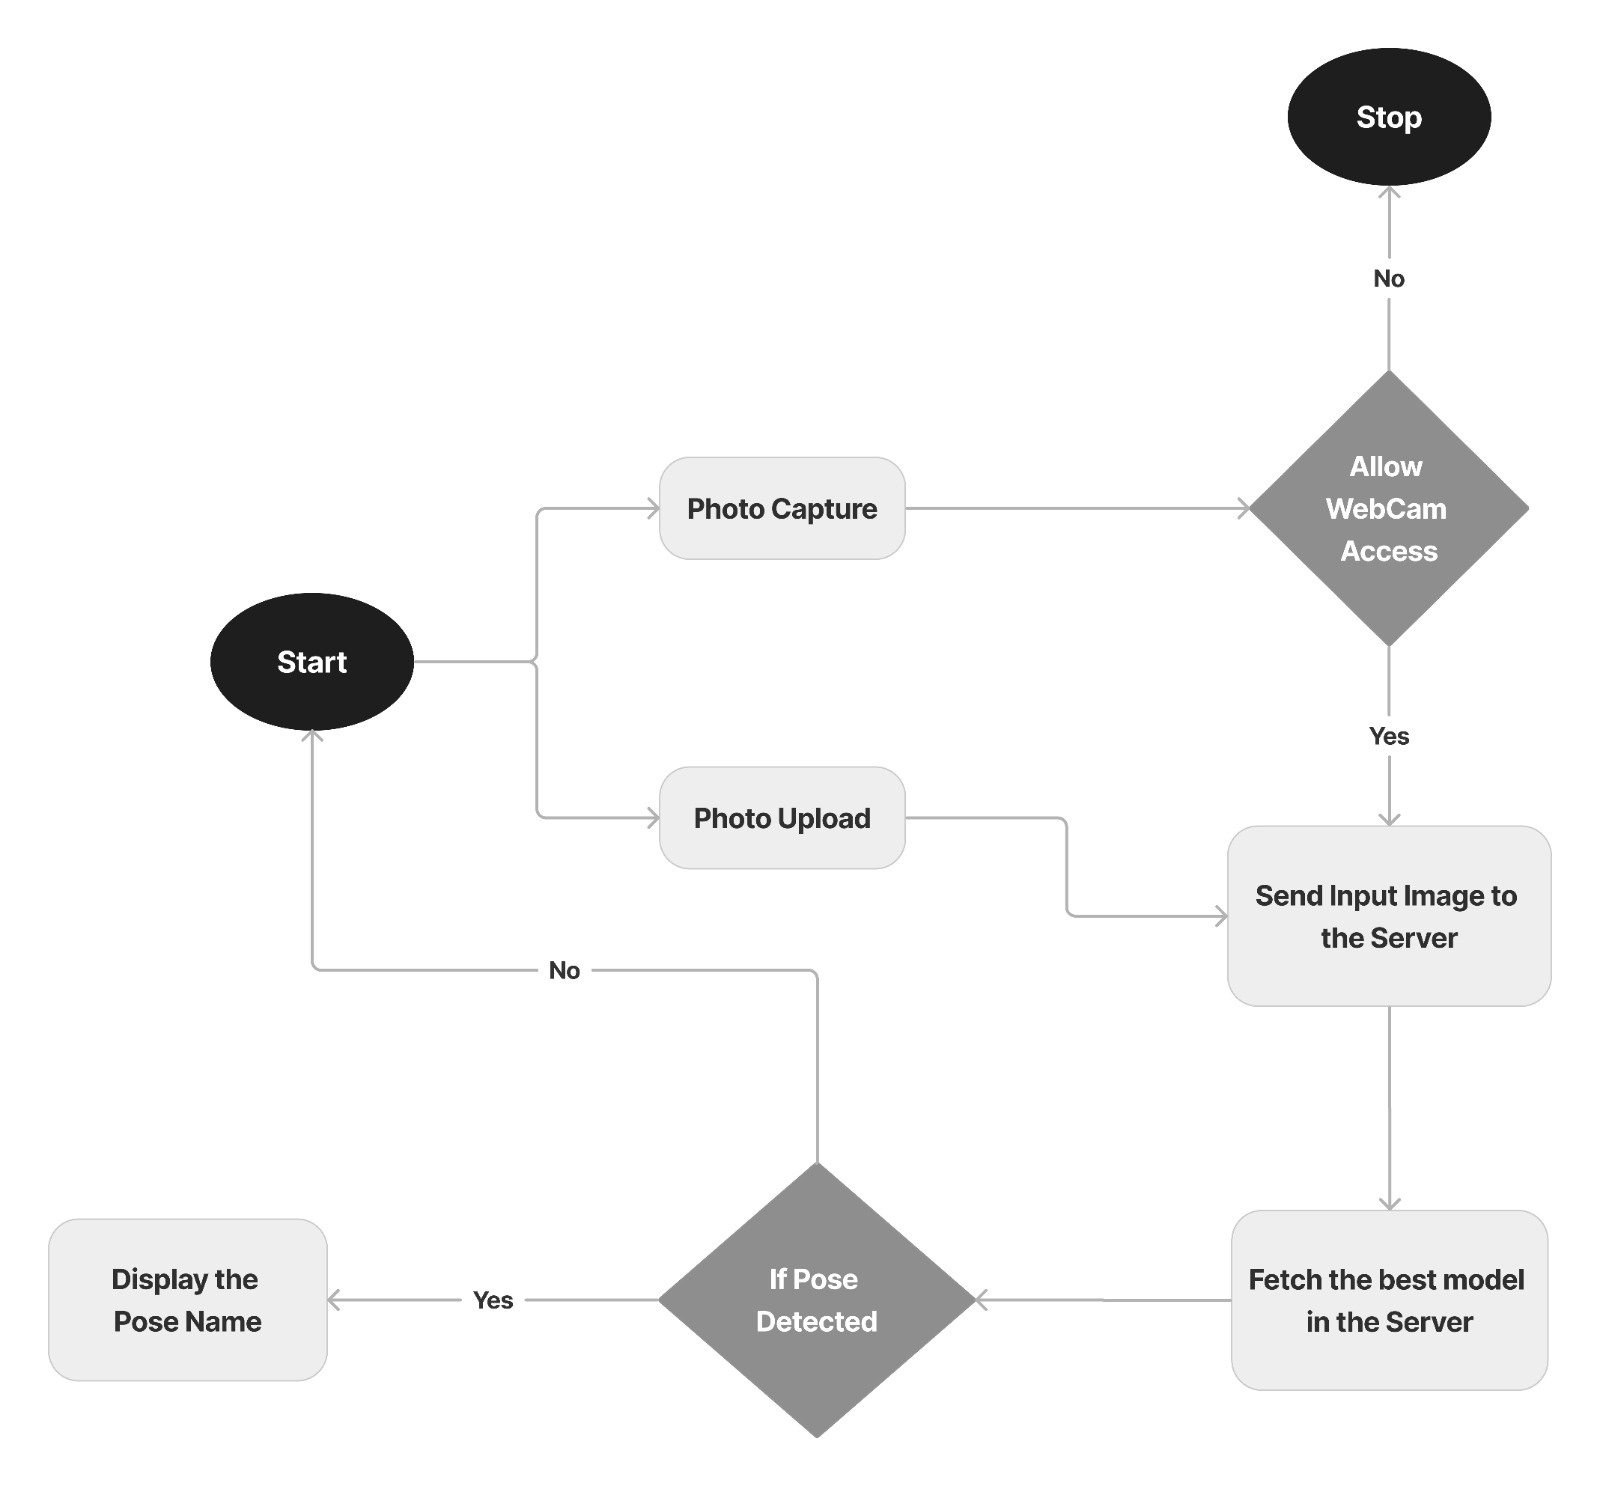 Stop
No
Allow
WebCam
Access
Photo Capture
Start
Yes
Photo Upload
Send Input Image to
the Server
No
If Pose
Detected
Yes
Display the
Pose Name
Fetch the best model
in the Server